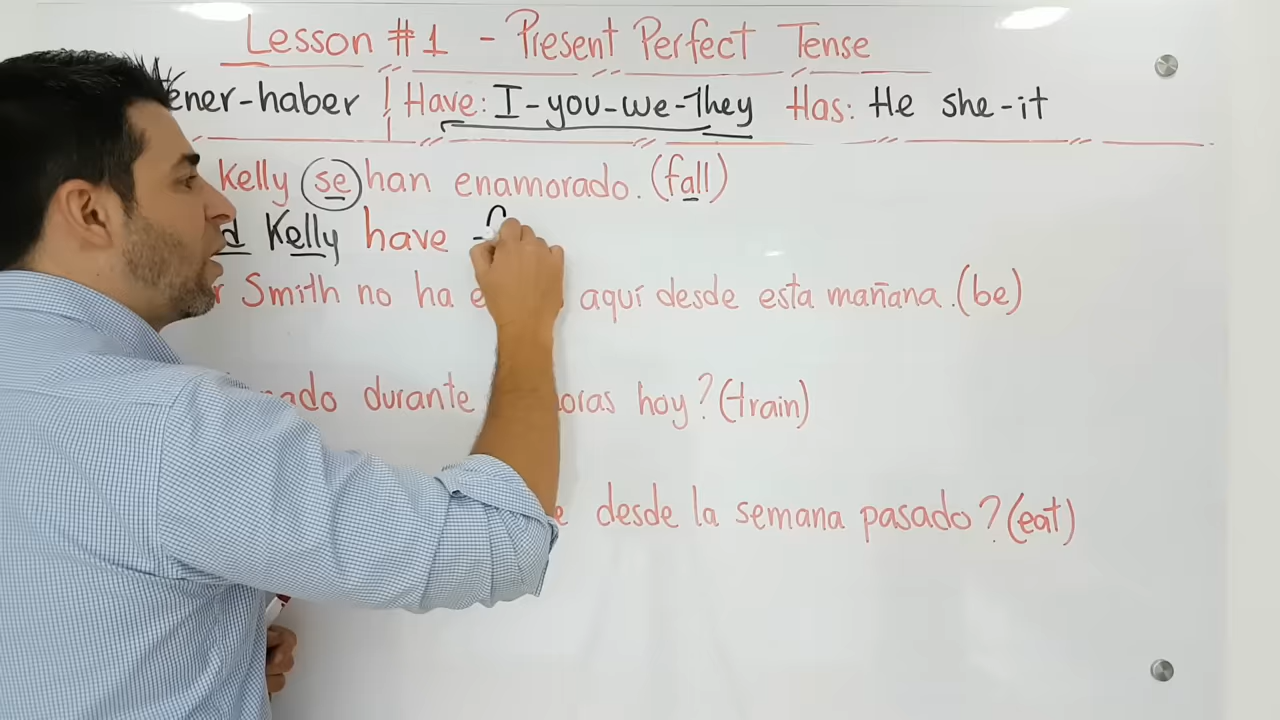 Lesson #1 - Present Perfect Tense
ener-haber | Have: I-you-we-They Has: He she-it
Kelly se han enamorado. (fall)
d Kelly have f
r Smith no ha e aquí desde esta mañana. (be)
nado durante oras hoy? (train)
e desde la semana pasado? (eat)